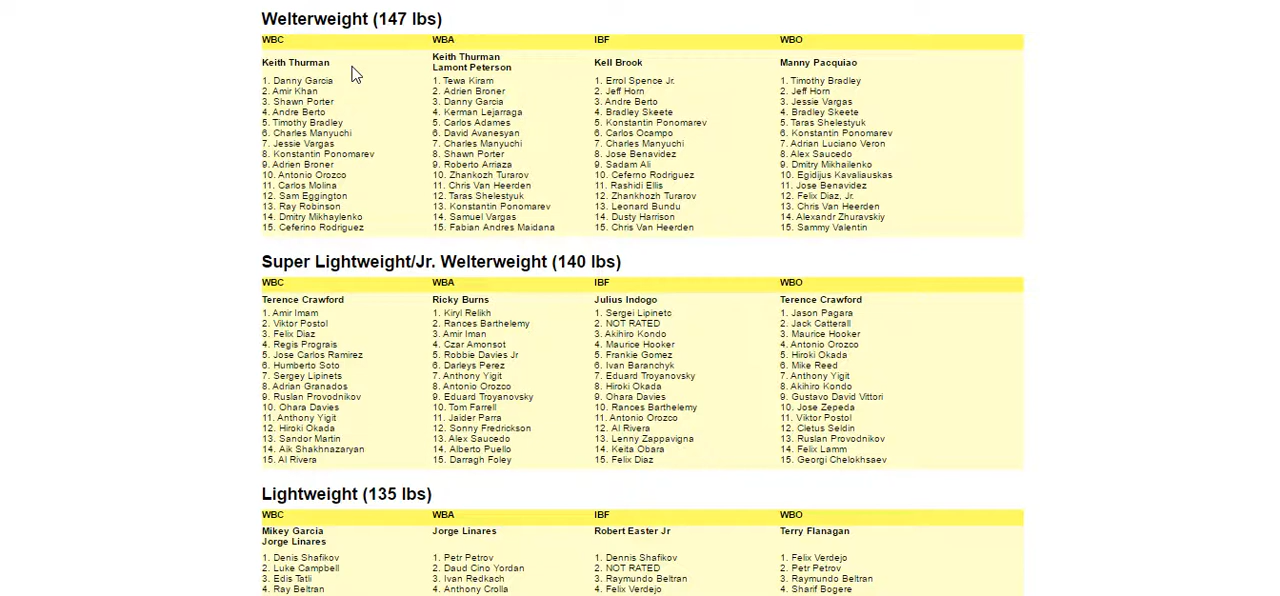 Welterweight (147 lbs)
WBC WBA IBF WBO
Keith Thurman Keith Thurman Lamont Peterson Kell Brook Manny Pacquiao
1. Danny Garcia 1. Tewa Kiram 1. Errol Spence Jr. 1. Timothy Bradley
2. Amir Khan 2. Adrien Broner 2. Jeff Horn 2. Jeff Horn
3. Shawn Porter 3. Danny Garcia 3. Andre Berto 3. Jessie Vargas
4. Andre Berto 4. Kerman Lejarraga 4. Bradley Skeete 4. Bradley Skeete
5. Timothy Bradley 5. Carlos Adames 5. Konstantin Ponomarev 5. Taras Shelestyuk
6. Charles Manyuchi 6. David Avanesyan 6. Carlos Ocampo 6. Konstantin Ponomarev
7. Jessie Vargas 7. Charles Manyuchi 7. Charles Manyuchi 7. Adrian Luciano Veron
8. Konstantin Ponomarev 8. Shawn Porter 8. Jose Benavidez 8. Alex Saucedo
9. Adrien Broner 9. Roberto Arriaza 9. Sadam Ali 9. Dmitry Mikhailenko
10. Antonio Orozco 10. Zhankozh Turarov 10. Ceferno Rodriguez 10. Egidijus Kavaliauskas
11. Carlos Molina 11. Chris Van Heerden 11. Rashidi Ellis 11. Jose Benavidez
12. Sam Eggington 12. Taras Shelestyuk 12. Zhankhozh Turarov 12. Felix Diaz, Jr.
13. Ray Robinson 13. Konstantin Ponomarev 13. Leonard Bundu 13. Chris Van Heerden
14. Dmitry Mikhaylenko 14. Samuel Vargas 14. Dusty Harrison 14. Alexandr Zhuravskiy
15. Ceferino Rodriguez 15. Fabian Andres Maidana 15. Chris Van Heerden 15. Sammy Valentin
Super Lightweight/Jr. Welterweight (140 lbs)
WBC WBA IBF WBO
Terence Crawford Ricky Burns Julius Indogo Terence Crawford
1. Amir Imam 1. Kiryl Relikh 1. Sergei Lipinetc 1. Jason Pagara
2. Viktor Postol 2. Rances Barthelemy 2. NOT RATED 2. Jack Catterall
3. Felix Diaz 3. Amir Iman 3. Akihiro Kondo 3. Maurice Hooker
4. Regis Prograis 4. Czar Amonsot 4. Maurice Hooker 4. Antonio Orozco
5. Jose Carlos Ramirez 5. Robbie Davies Jr 5. Frankie Gomez 5. Hiroki Okada
6. Humberto Soto 6. Darleys Perez 6. Ivan Baranchyk 6. Mike Reed
7. Sergey Lipinets 7. Anthony Yigit 7. Eduard Troyanovsky 7. Anthony Yigit
8. Adrian Granados 8. Antonio Orozco 8. Hiroki Okada 8. Akihiro Kondo
9. Ruslan Provodnikov 9. Eduard Troyanovsky 9. Ohara Davies 9. Gustavo David Vittori
10. Ohara Davies 10. Tom Farrell 10. Rances Barthelemy 10. Jose Zepeda
11. Anthony Yigit 11. Jaider Parra 11. Antonio Orozco 11. Viktor Postol
12. Hiroki Okada 12. Sonny Fredrickson 12. Al Rivera 12. Cletus Seldin
13. Sandor Martin 13. Alex Saucedo 13. Lenny Zappavigna 13. Ruslan Provodnikov
14. Aik Shakhnazaryan 14. Alberto Puello 14. Keita Obara 14. Felix Lamm
15. Al Rivera 15. Darragh Foley 15. Felix Diaz 15. Georgi Chelokhsaev
Lightweight (135 lbs)
WBC WBA IBF WBO
Mikey Garcia Jorge Linares Jorge Linares Robert Easter Jr Terry Flanagan
1. Denis Shafikov 1. Petr Petrov 1. Dennis Shafikov 1. Felix Verdejo
2. Luke Campbell 2. Daud Cino Yordan 2. NOT RATED 2. Petr Petrov
3. Edis Tatli 3. Ivan Redkach 3. Raymundo Beltran 3. Raymundo Beltran
4. Ray Beltran 4. Anthony Crolla 4. Felix Verdejo 4. Sharif Bogere